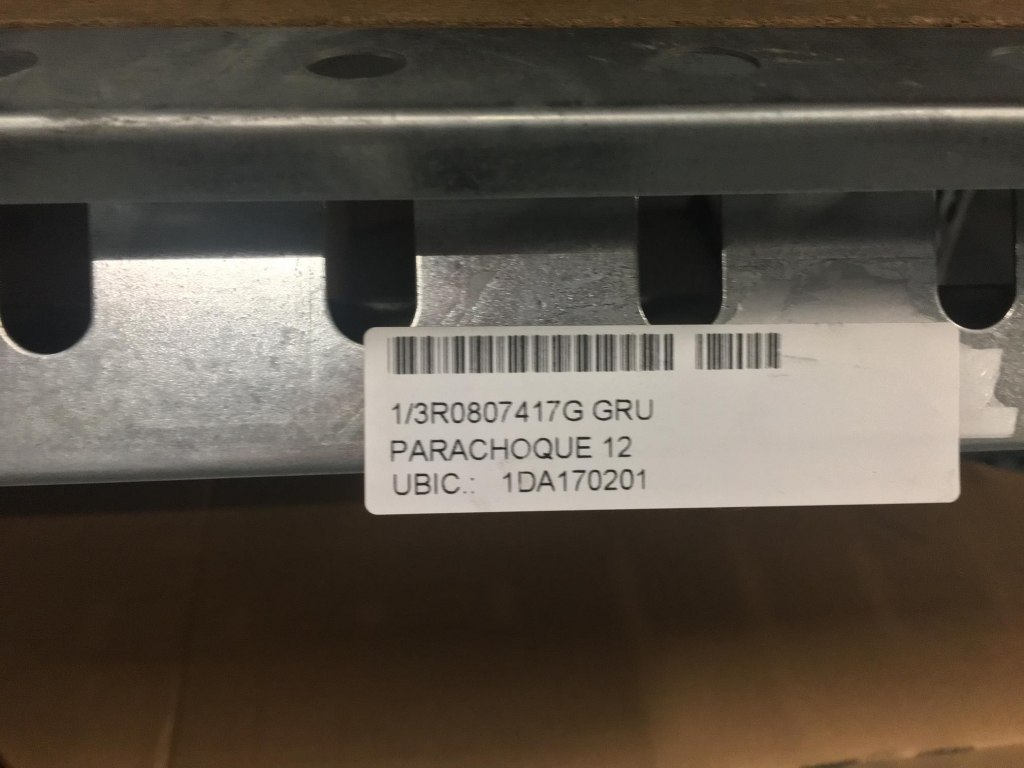 1/3R0807417G GRU
PARACHOQUE 12
UBIC.: 1DA170201